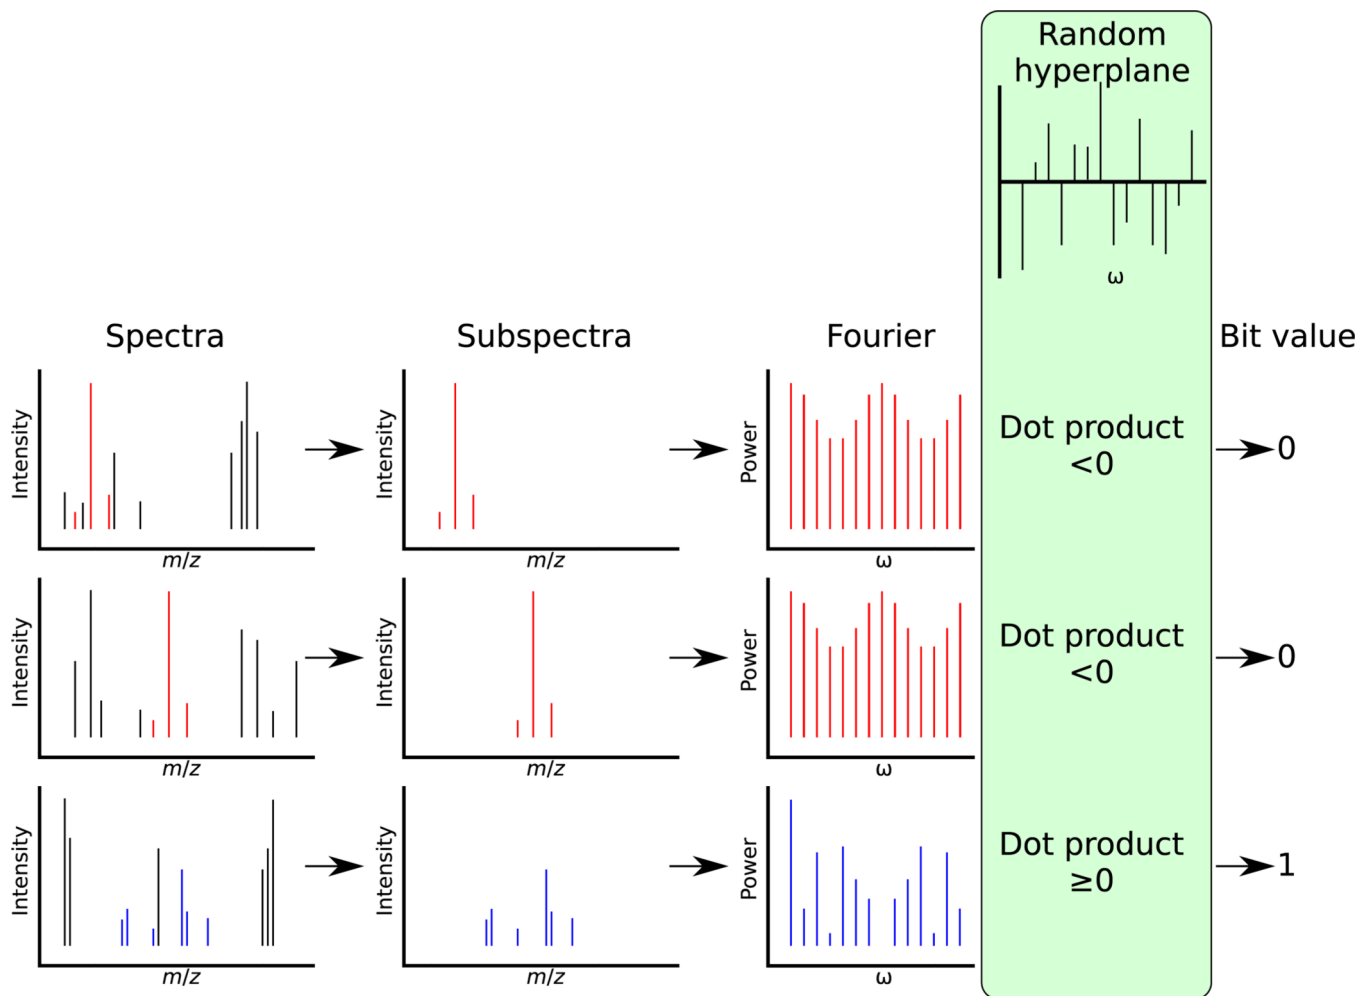 Random
hyperplane
ω
Spectra
Subspectra
Fourier
Bit value
Intensity
m/z
Intensity
m/z
Power
ω
Dot product
<0
0
Intensity
m/z
Intensity
m/z
Power
ω
Dot product
<0
0
Intensity
m/z
Intensity
m/z
Power
ω
Dot product
≥0
1